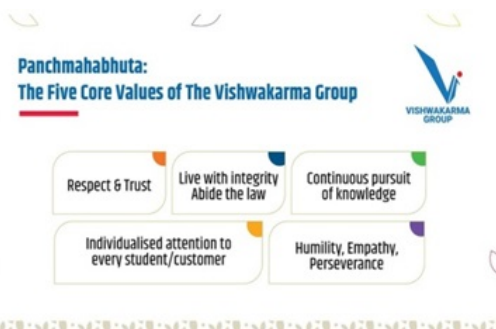 Panchmahabhuta:
The Five Core Values of The Vishwakarma Group
VISHWAKARMA
GROUP
Respect & Trust
Live with integrity
Abide the law
Continuous pursuit
of knowledge
Individualised attention to
every student/customer
Humility, Empathy,
Perseverance